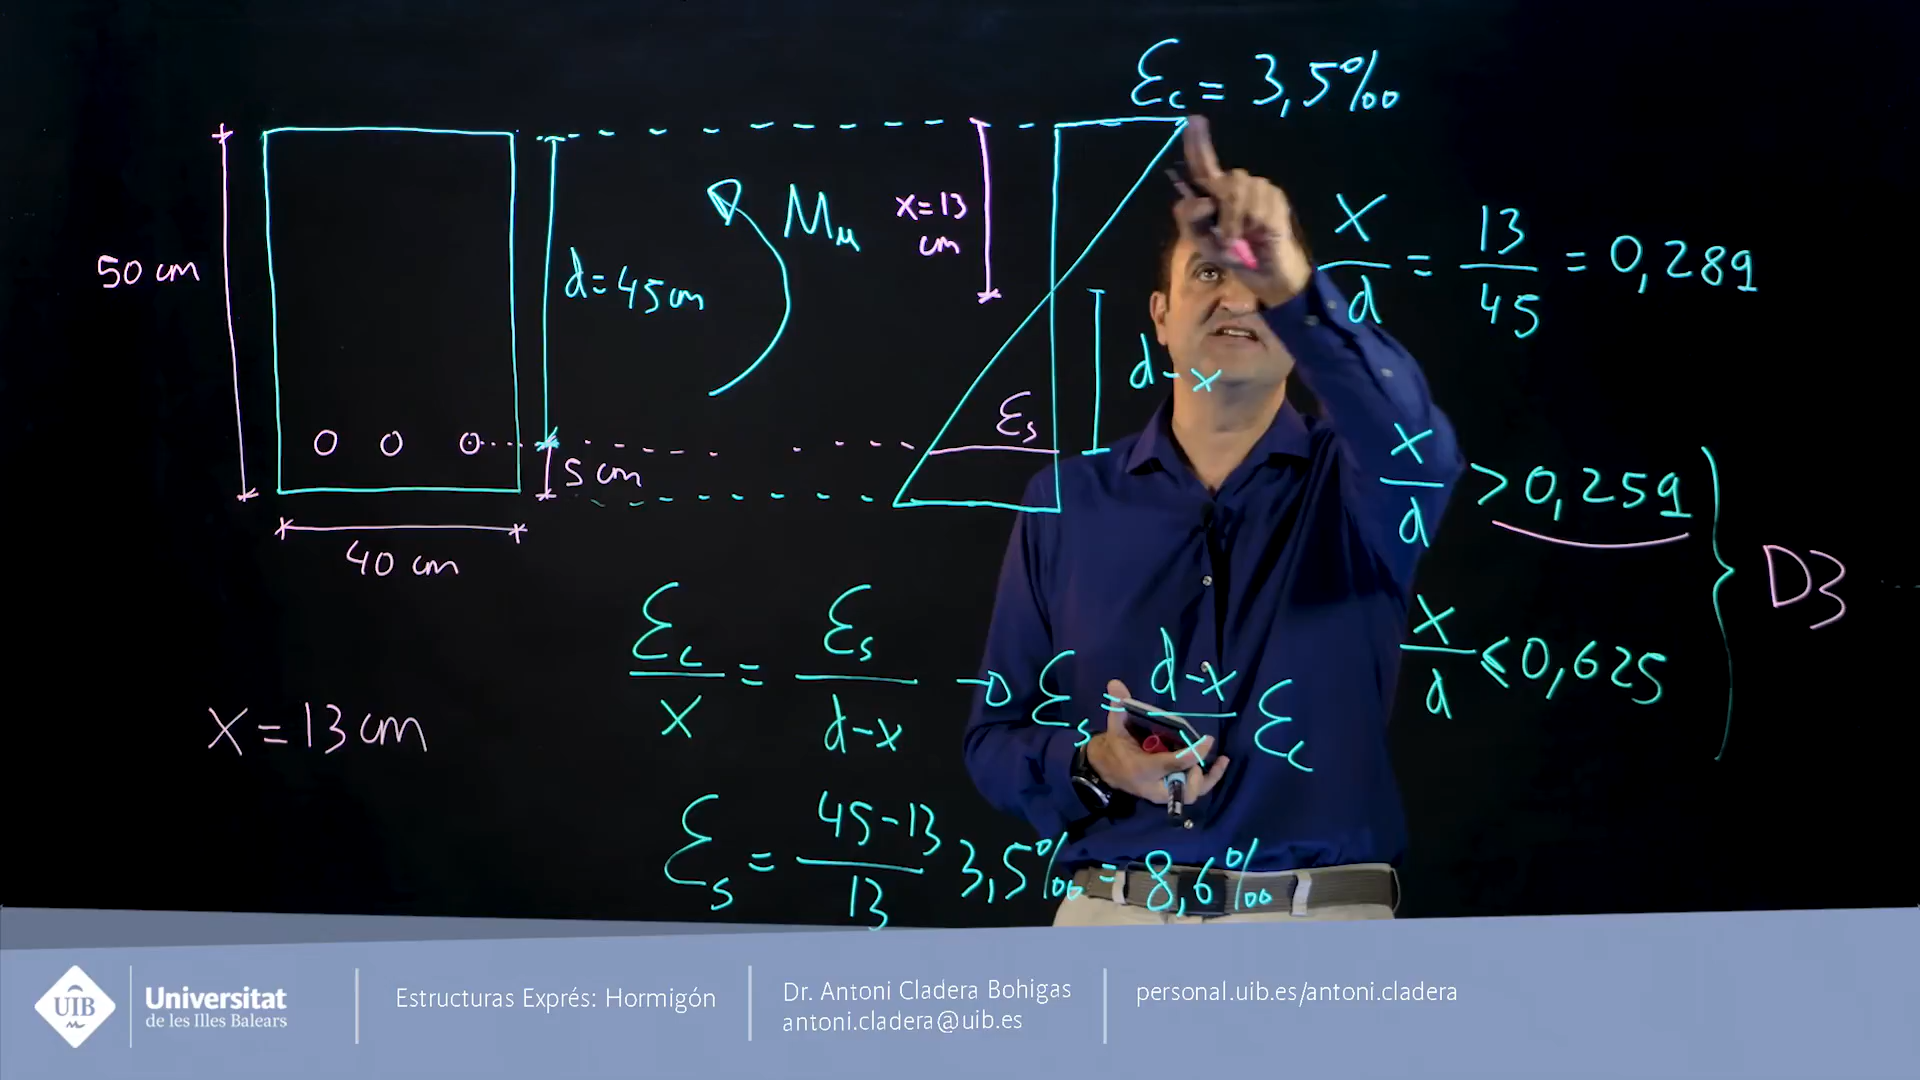 εc = 3,5‰
50 cm
d = 45 cm
Mu
x = 13
cm
x/d = 13/45 = 0,289
d - x
εs
5 cm
40 cm
x/d > 0,259
x/d ≤ 0,625
D3
εc/x = εs/(d-x) → εs = (d-x)/x εc
x = 13 cm
εs = (45-13)/13 3,5‰ = 8,6‰
UIB
Universitat
de les Illes Balears
Estructuras Exprés: Hormigón
Dr. Antoni Cladera Bohigas
antoni.cladera@uib.es
personal.uib.es/antoni.cladera